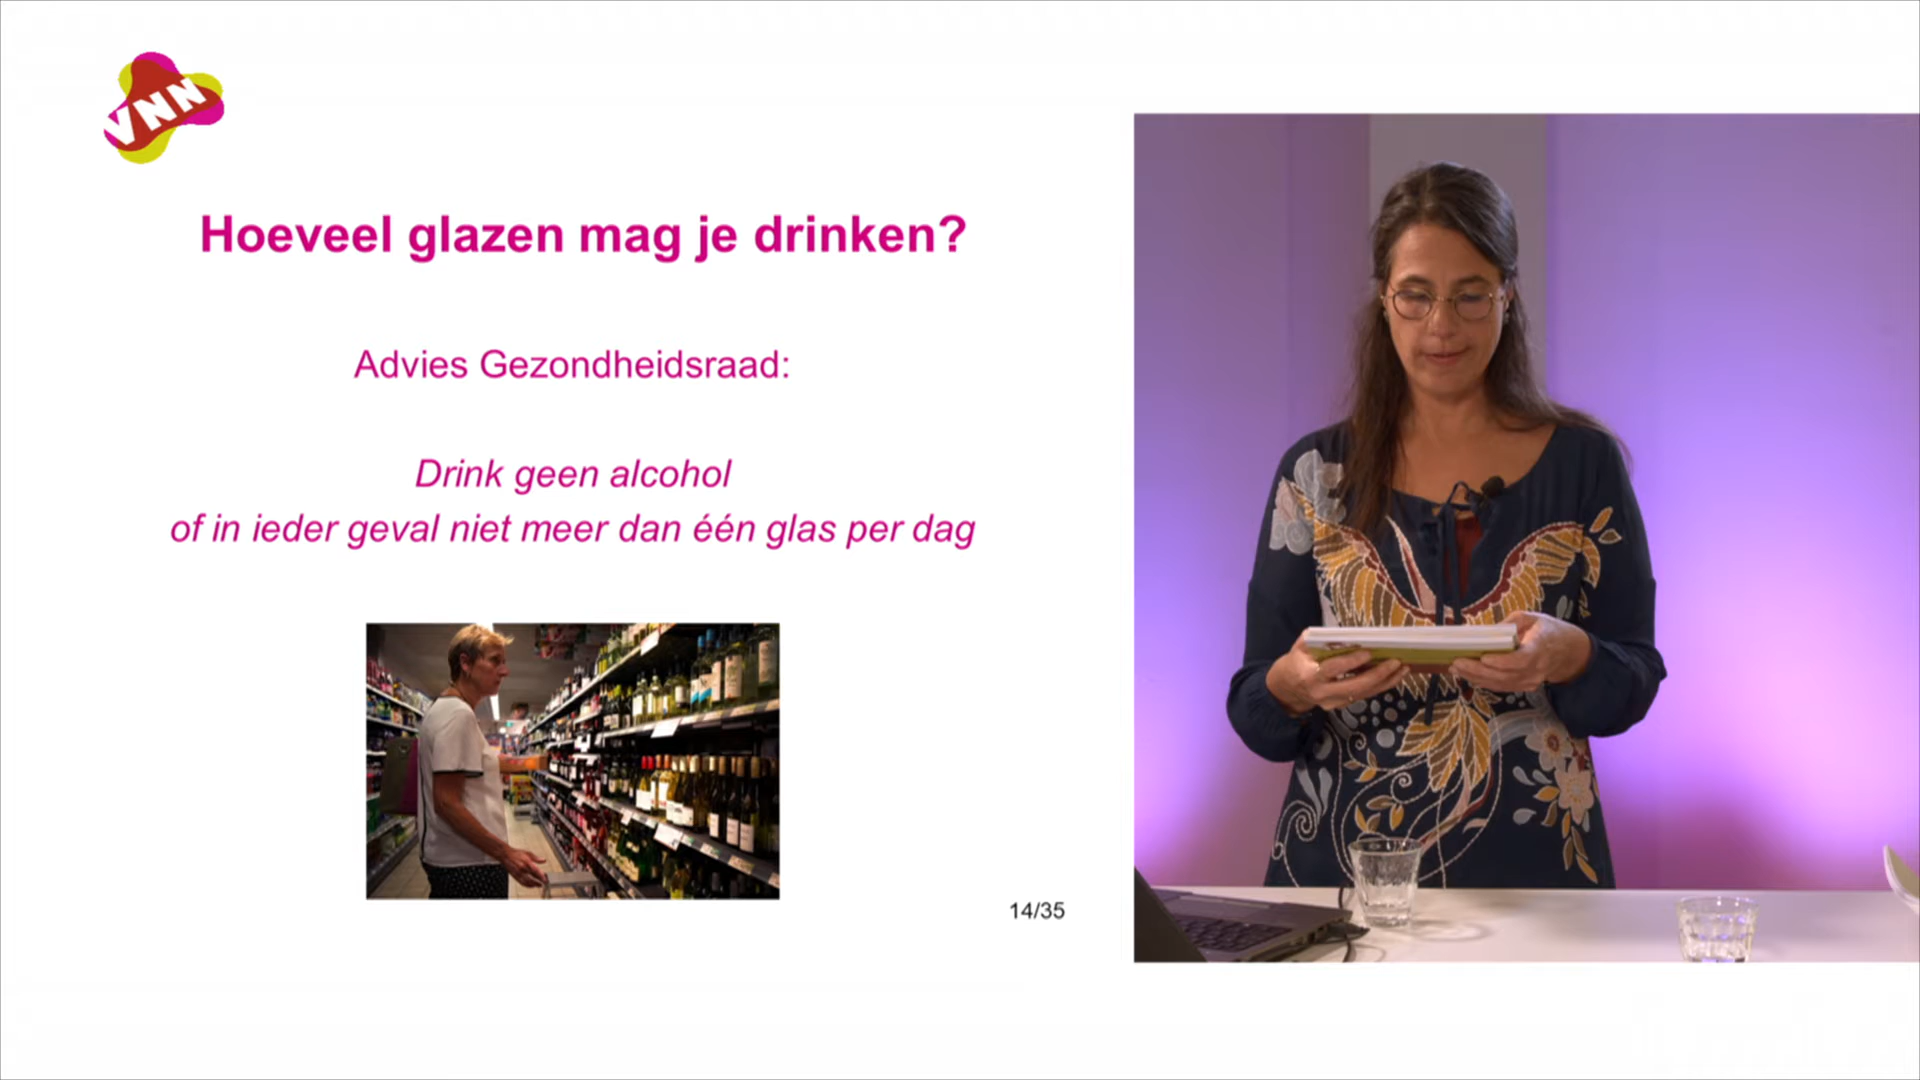 VNN
Hoeveel glazen mag je drinken?
Advies Gezondheidsraad:
Drink geen alcohol
of in ieder geval niet meer dan één glas per dag
14/35